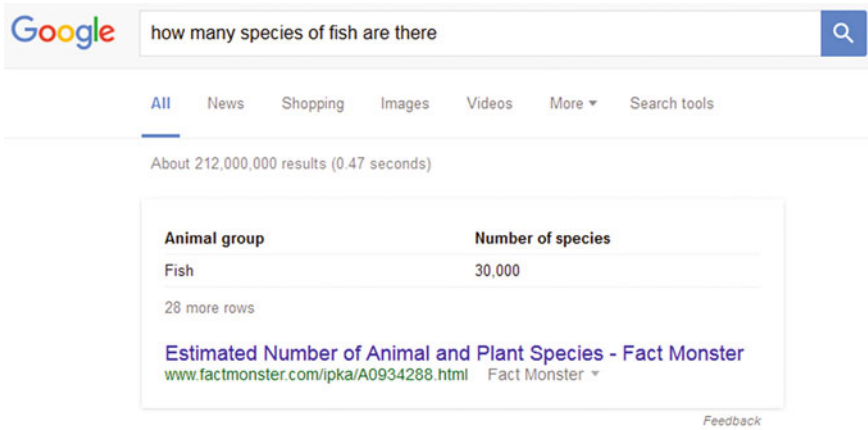 Google how many species of fish are there
All News Shopping Images Videos More Search tools
About 212,000,000 results (0.47 seconds)
Animal group Number of species
Fish 30,000
28 more rows
Estimated Number of Animal and Plant Species - Fact Monster
www.factmonster.com/ipka/A0934288.html Fact Monster
Feedback